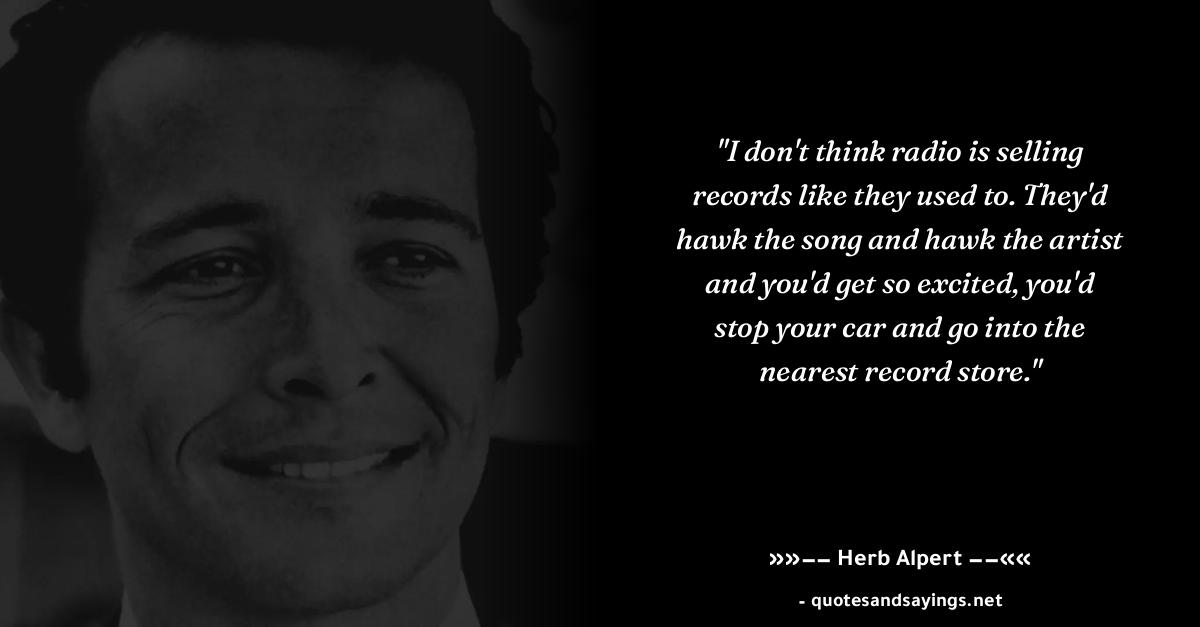 "I don't think radio is selling
records like they used to. They'd
hawk the song and hawk the artist
and you'd get so excited, you'd
stop your car and go into the
nearest record store."
»»−− Herb Alpert −−««
- quotesandsayings.net